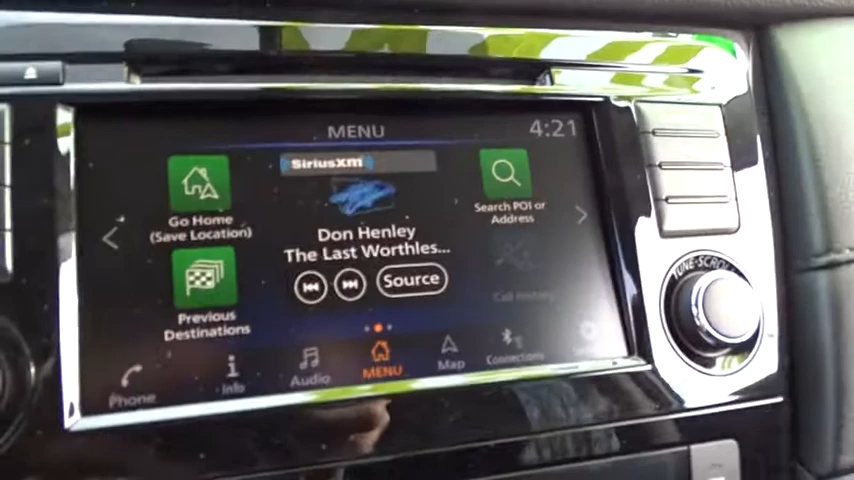 MENU
4:21
SiriusXM
Go Home
(Save Location)
Don Henley
The Last Worthles...
Source
Search POI or
Address
Previous
Destinations
Call History
Phone
Info
Audio
MENU
Map
Connections
TUNE·SCROLL